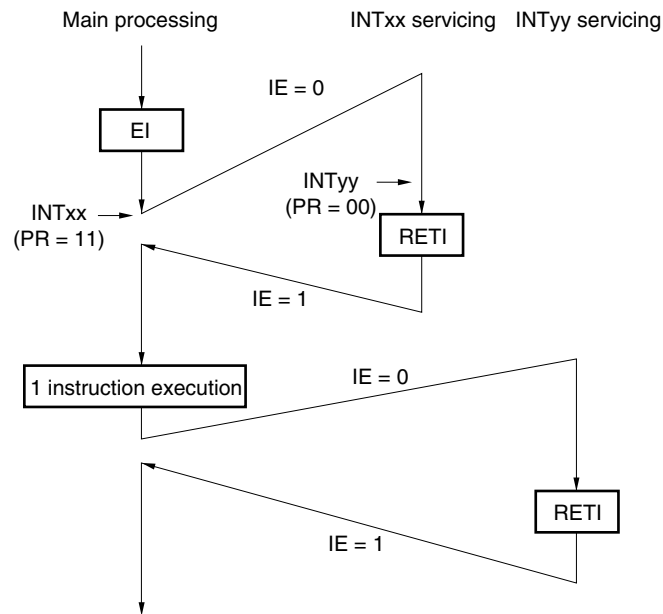 Main processing
INTxx servicing
INTyy servicing
IE = 0
EI
INTyy
(PR = 00)
INTxx
(PR = 11)
RETI
IE = 1
1 instruction execution
IE = 0
RETI
IE = 1